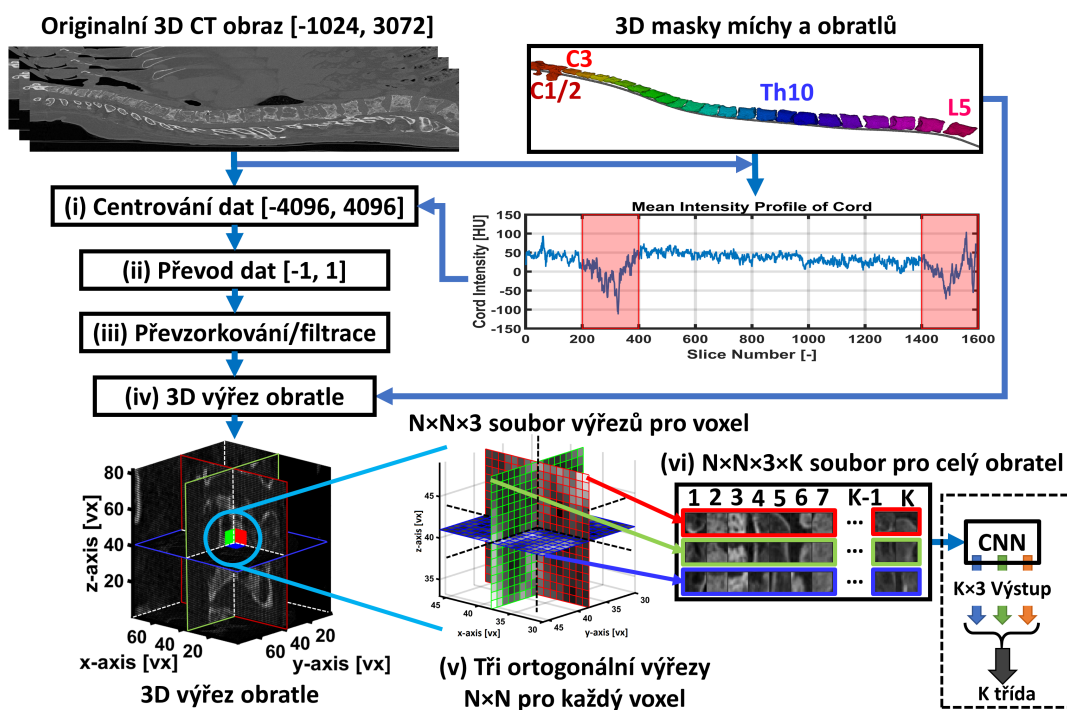 Originalní 3D CT obraz [-1024, 3072]
3D masky míchy a obratlů
C3
C1/2
Th10
L5
(i) Centrování dat [-4096, 4096]
(ii) Převod dat [-1, 1]
(iii) Převzorkování/filtrace
(iv) 3D výřez obratle
Mean Intensity Profile of Cord
Cord Intensity [HU]
150
100
50
0
-50
-100
-150
0 200 400 600 800 1000 1200 1400 1600
Slice Number [-]
80
60
40
20
z-axis [vx]
60 40 20
x-axis [vx]
60 40 20
y-axis [vx]
3D výřez obratle
N×N×3 soubor výřezů pro voxel
45
40
35
z-axis [vx]
45 40 35 30
x-axis [vx]
45 40 35 30
y-axis [vx]
(v) Tři ortogonální výřezy
N×N pro každý voxel
(vi) N×N×3×K soubor pro celý obratel
1 2 3 4 5 6 7 K-1 K
...
...
...
CNN
K×3 Výstup
K třída